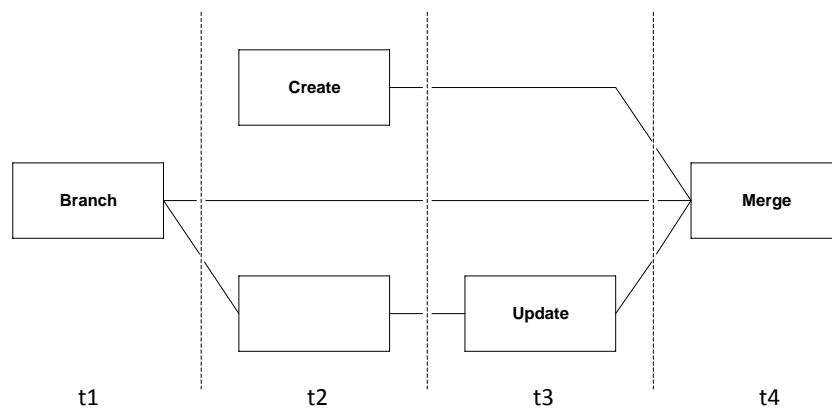 Create
Branch
Merge
Update
t1
t2
t3
t4